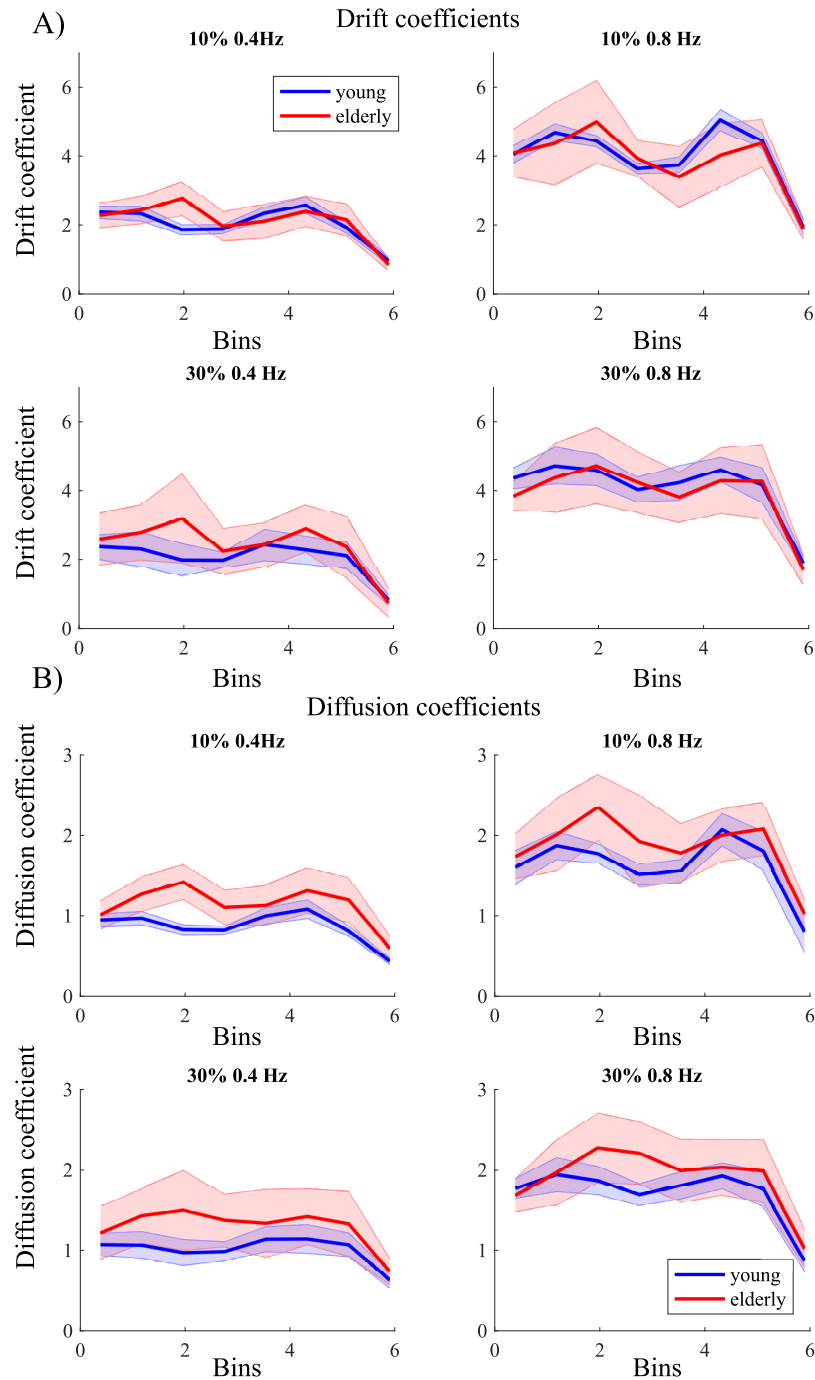 A)
Drift coefficients
10% 0.4Hz
10% 0.8 Hz
Drift coefficient
6
4
2
0
0 2 4 6
Bins
young
elderly
6
4
2
0
0 2 4 6
Bins
30% 0.4 Hz
30% 0.8 Hz
Drift coefficient
6
4
2
0
0 2 4 6
Bins
6
4
2
0
0 2 4 6
Bins
B)
Diffusion coefficients
10% 0.4Hz
10% 0.8 Hz
Diffusion coefficient
3
2
1
0
0 2 4 6
Bins
3
2
1
0
0 2 4 6
Bins
30% 0.4 Hz
30% 0.8 Hz
Diffusion coefficient
3
2
1
0
0 2 4 6
Bins
3
2
1
0
0 2 4 6
Bins
young
elderly